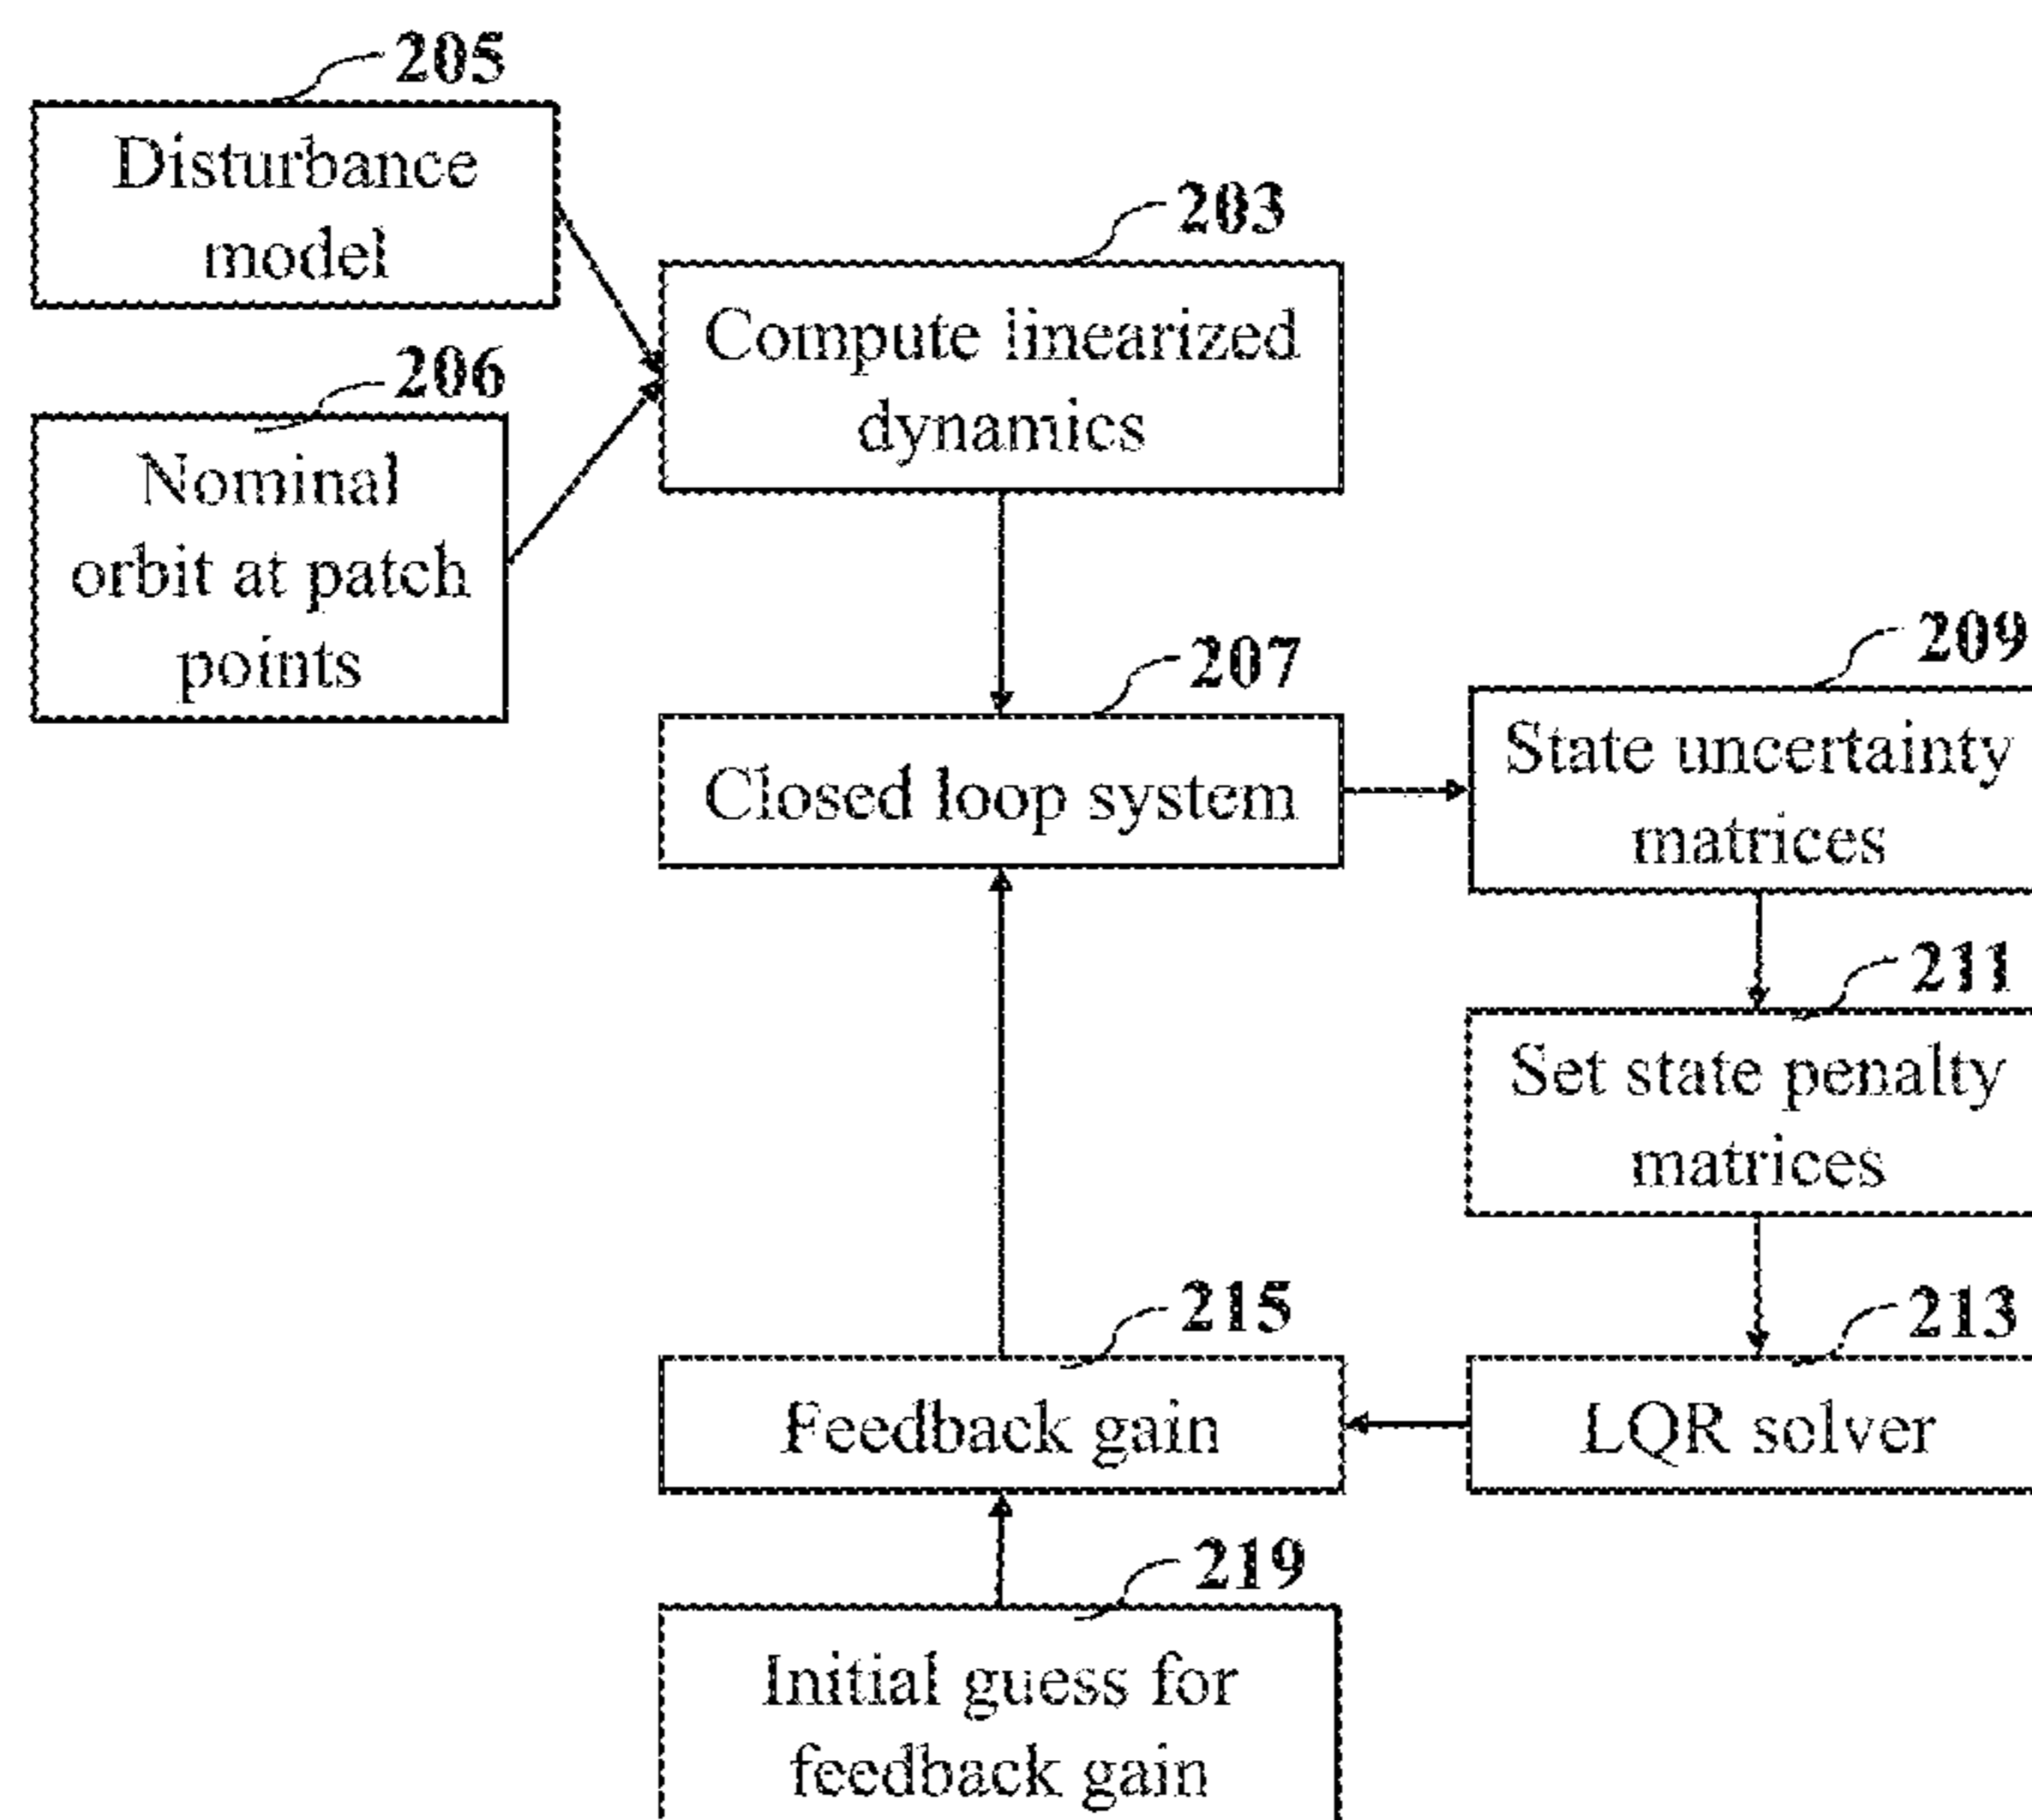 205
Disturbance
model
203
Compute linearized
dynamics
206
Nominal
orbit at patch
points
207
Closed loop system
209
State uncertainty
matrices
211
Set state penalty
matrices
213
LQR solver
215
Feedback gain
219
Initial guess for
feedback gain